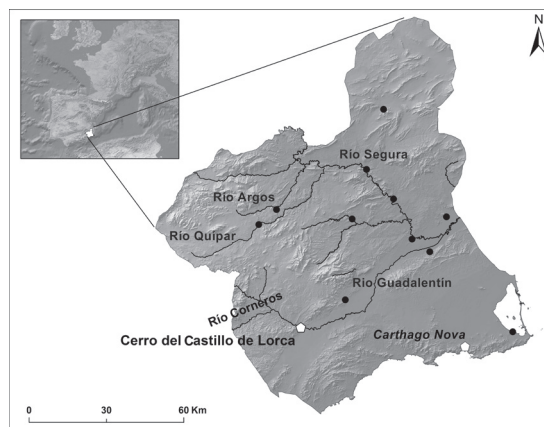 N
Río Segura
Río Argos
Río Quípar
Río Guadalentín
Río Corneros
Cerro del Castillo de Lorca
Carthago Nova
0 30 60 Km